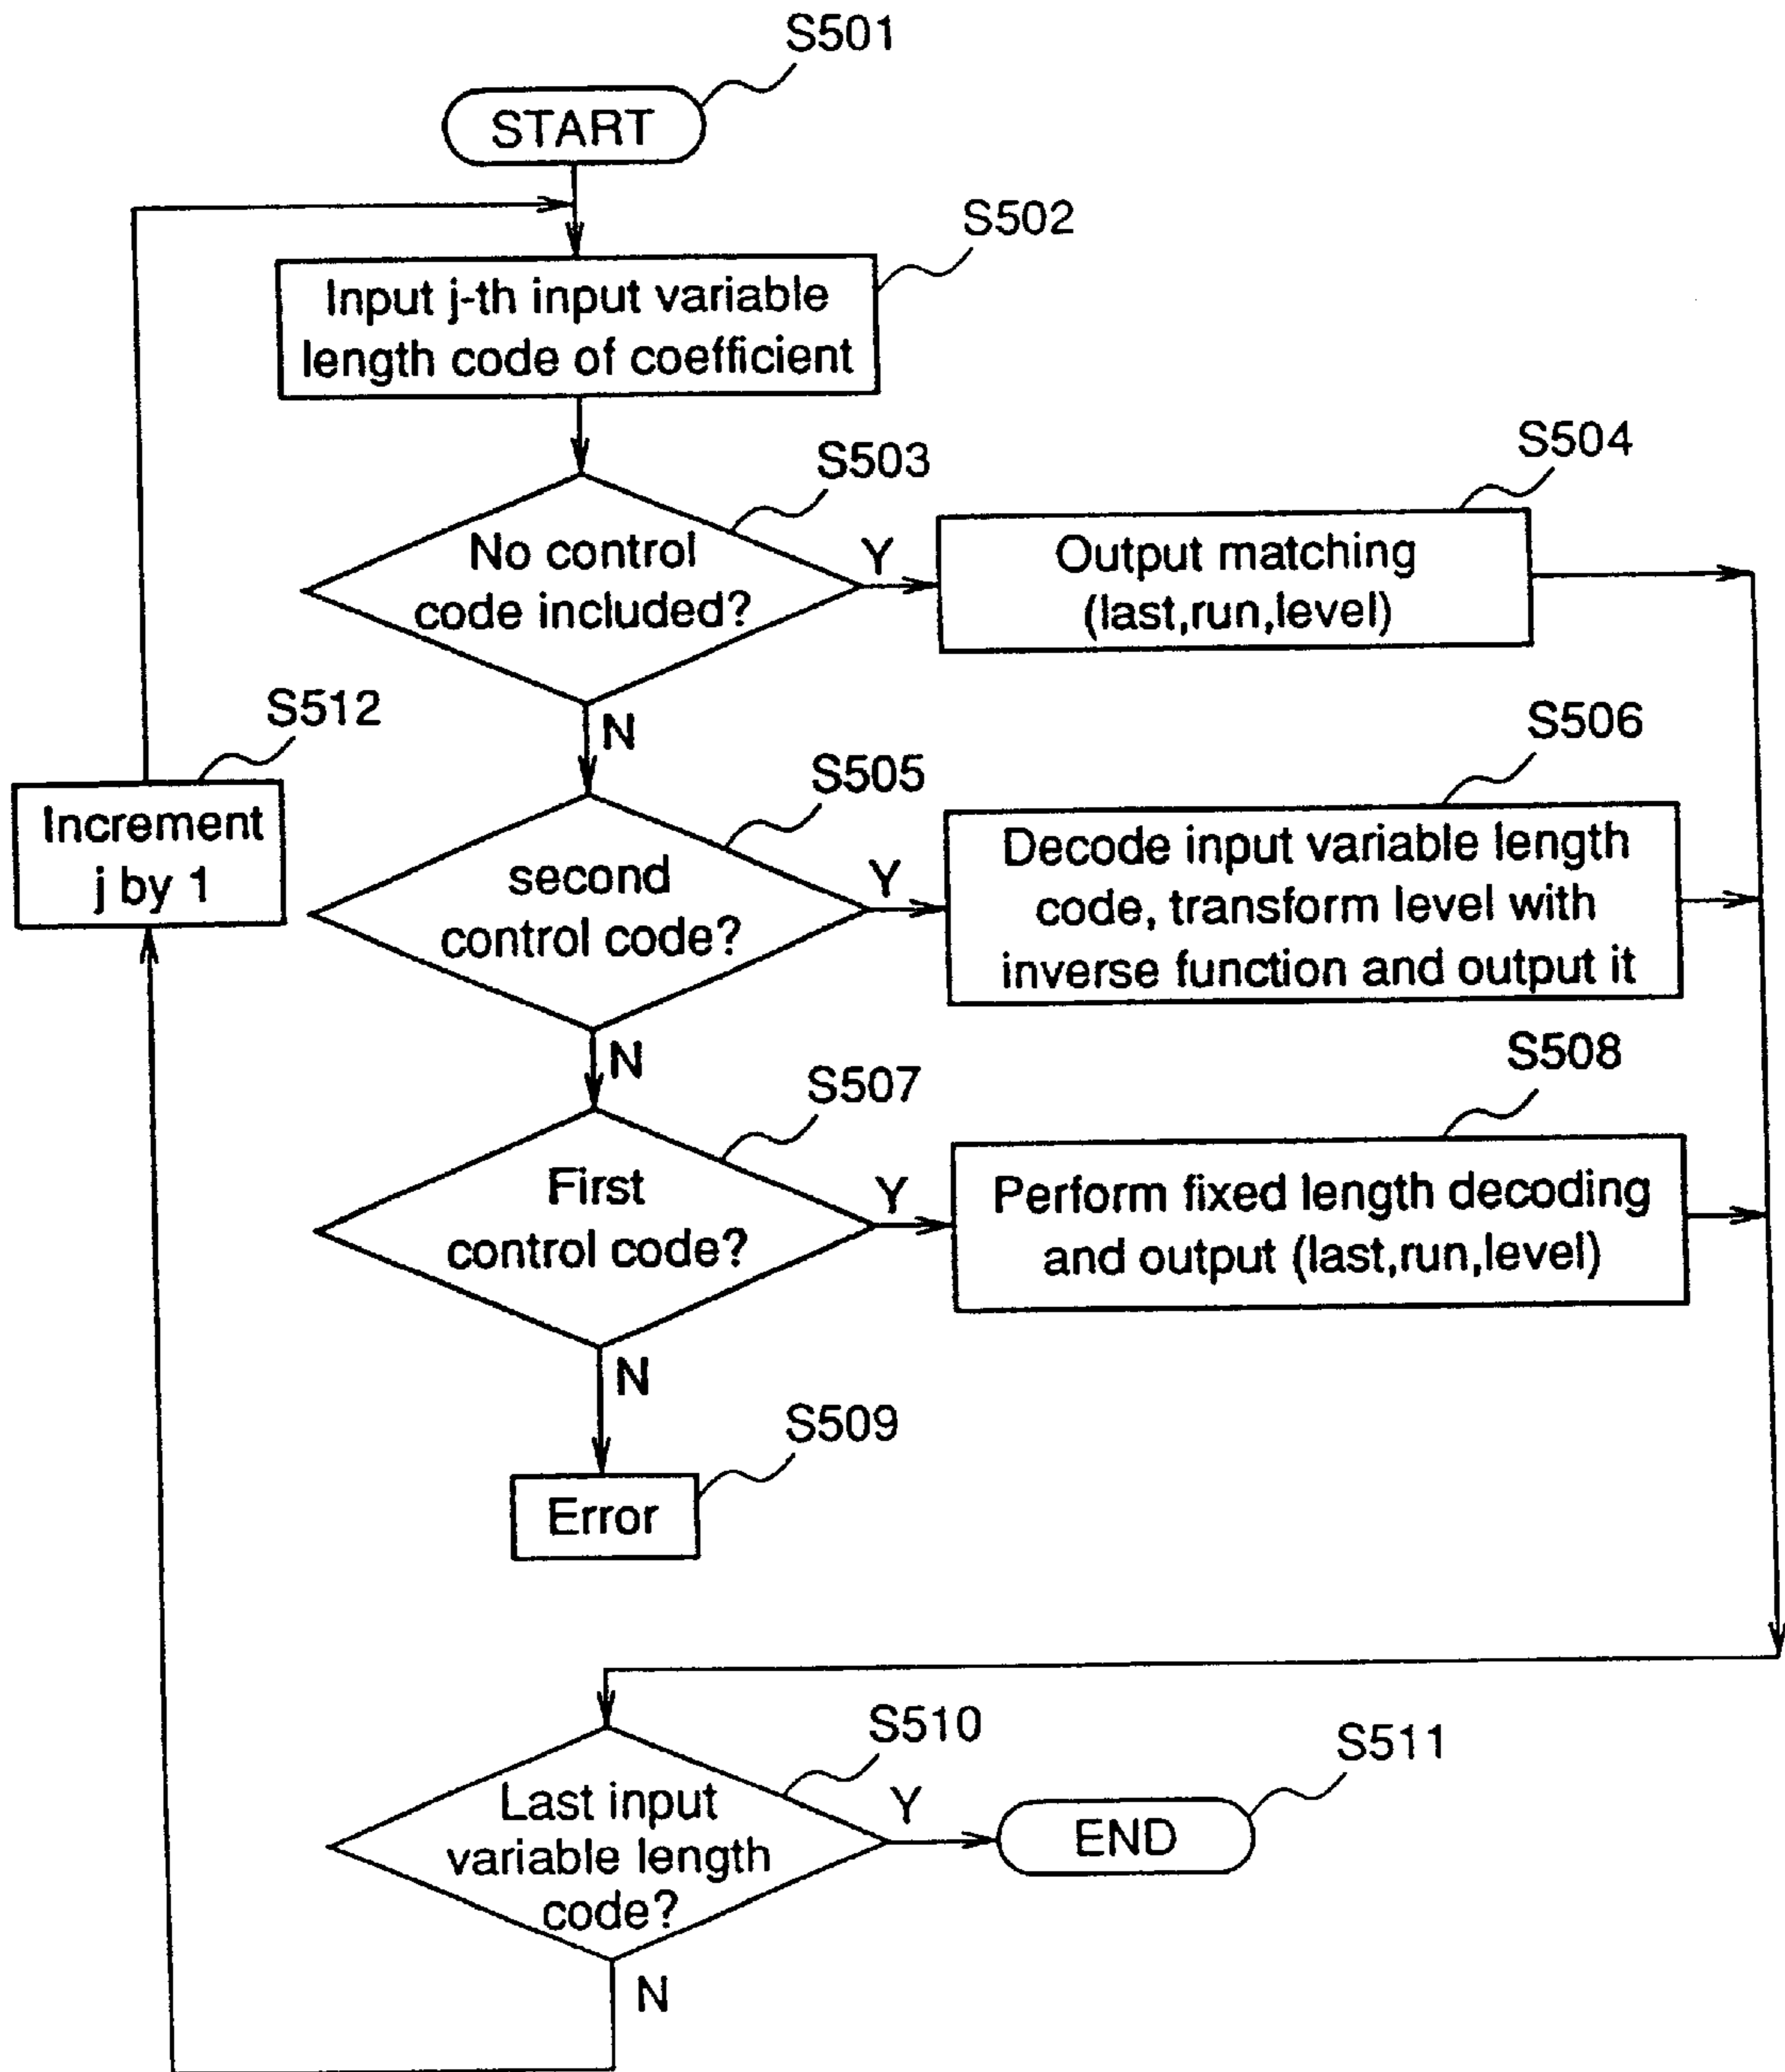 S501
START
S502
Input j-th input variable
length code of coefficient
S503
No control
code included?
Y
S504
Output matching
(last,run,level)
N
S512
Increment
j by 1
S505
second
control code?
Y
S506
Decode input variable length
code, transform level with
inverse function and output it
N
S507
First
control code?
Y
S508
Perform fixed length decoding
and output (last,run,level)
N
S509
Error
S510
Last input
variable length
code?
Y
S511
END
N